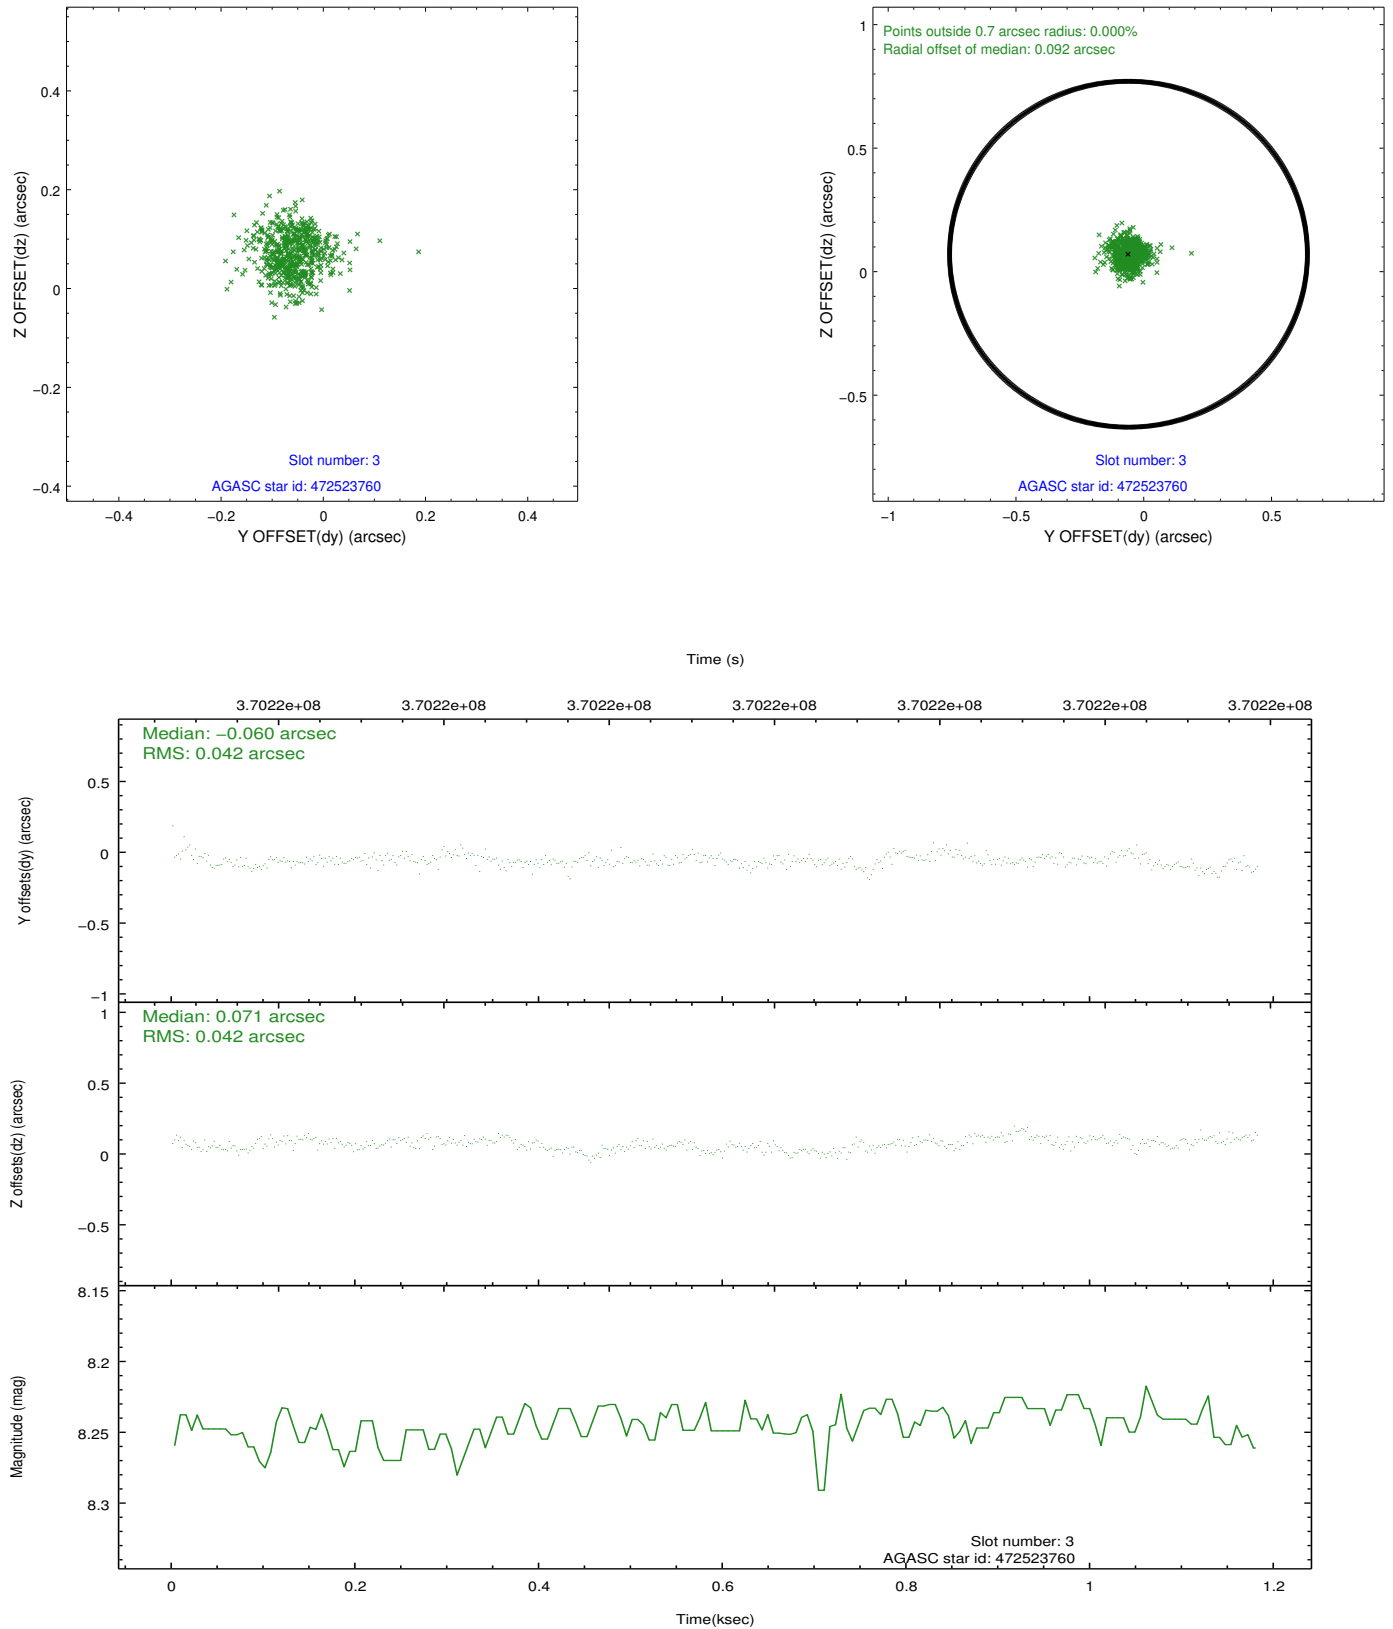 0.4
0.2
0
−0.2
−0.4
Z OFFSET(dz) (arcsec)
Slot number: 3
AGASC star id: 472523760
−0.4 −0.2 0 0.2 0.4
Y OFFSET(dy) (arcsec)
Points outside 0.7 arcsec radius: 0.000%
Radial offset of median: 0.092 arcsec
1
0.5
0
−0.5
Z OFFSET(dz) (arcsec)
Slot number: 3
AGASC star id: 472523760
−1 −0.5 0 0.5
Y OFFSET(dy) (arcsec)
Time (s)
3.7022e+08 3.7022e+08 3.7022e+08 3.7022e+08 3.7022e+08 3.7022e+08 3.7022e+08
Median: −0.060 arcsec
RMS: 0.042 arcsec
0.5
0
−0.5
−1
Y offsets(dy) (arcsec)
Median: 0.071 arcsec
RMS: 0.042 arcsec
1
0.5
0
−0.5
Z offsets(dz) (arcsec)
8.15
8.2
8.25
8.3
Magnitude (mag)
Slot number: 3
AGASC star id: 472523760
0 0.2 0.4 0.6 0.8 1 1.2
Time(ksec)